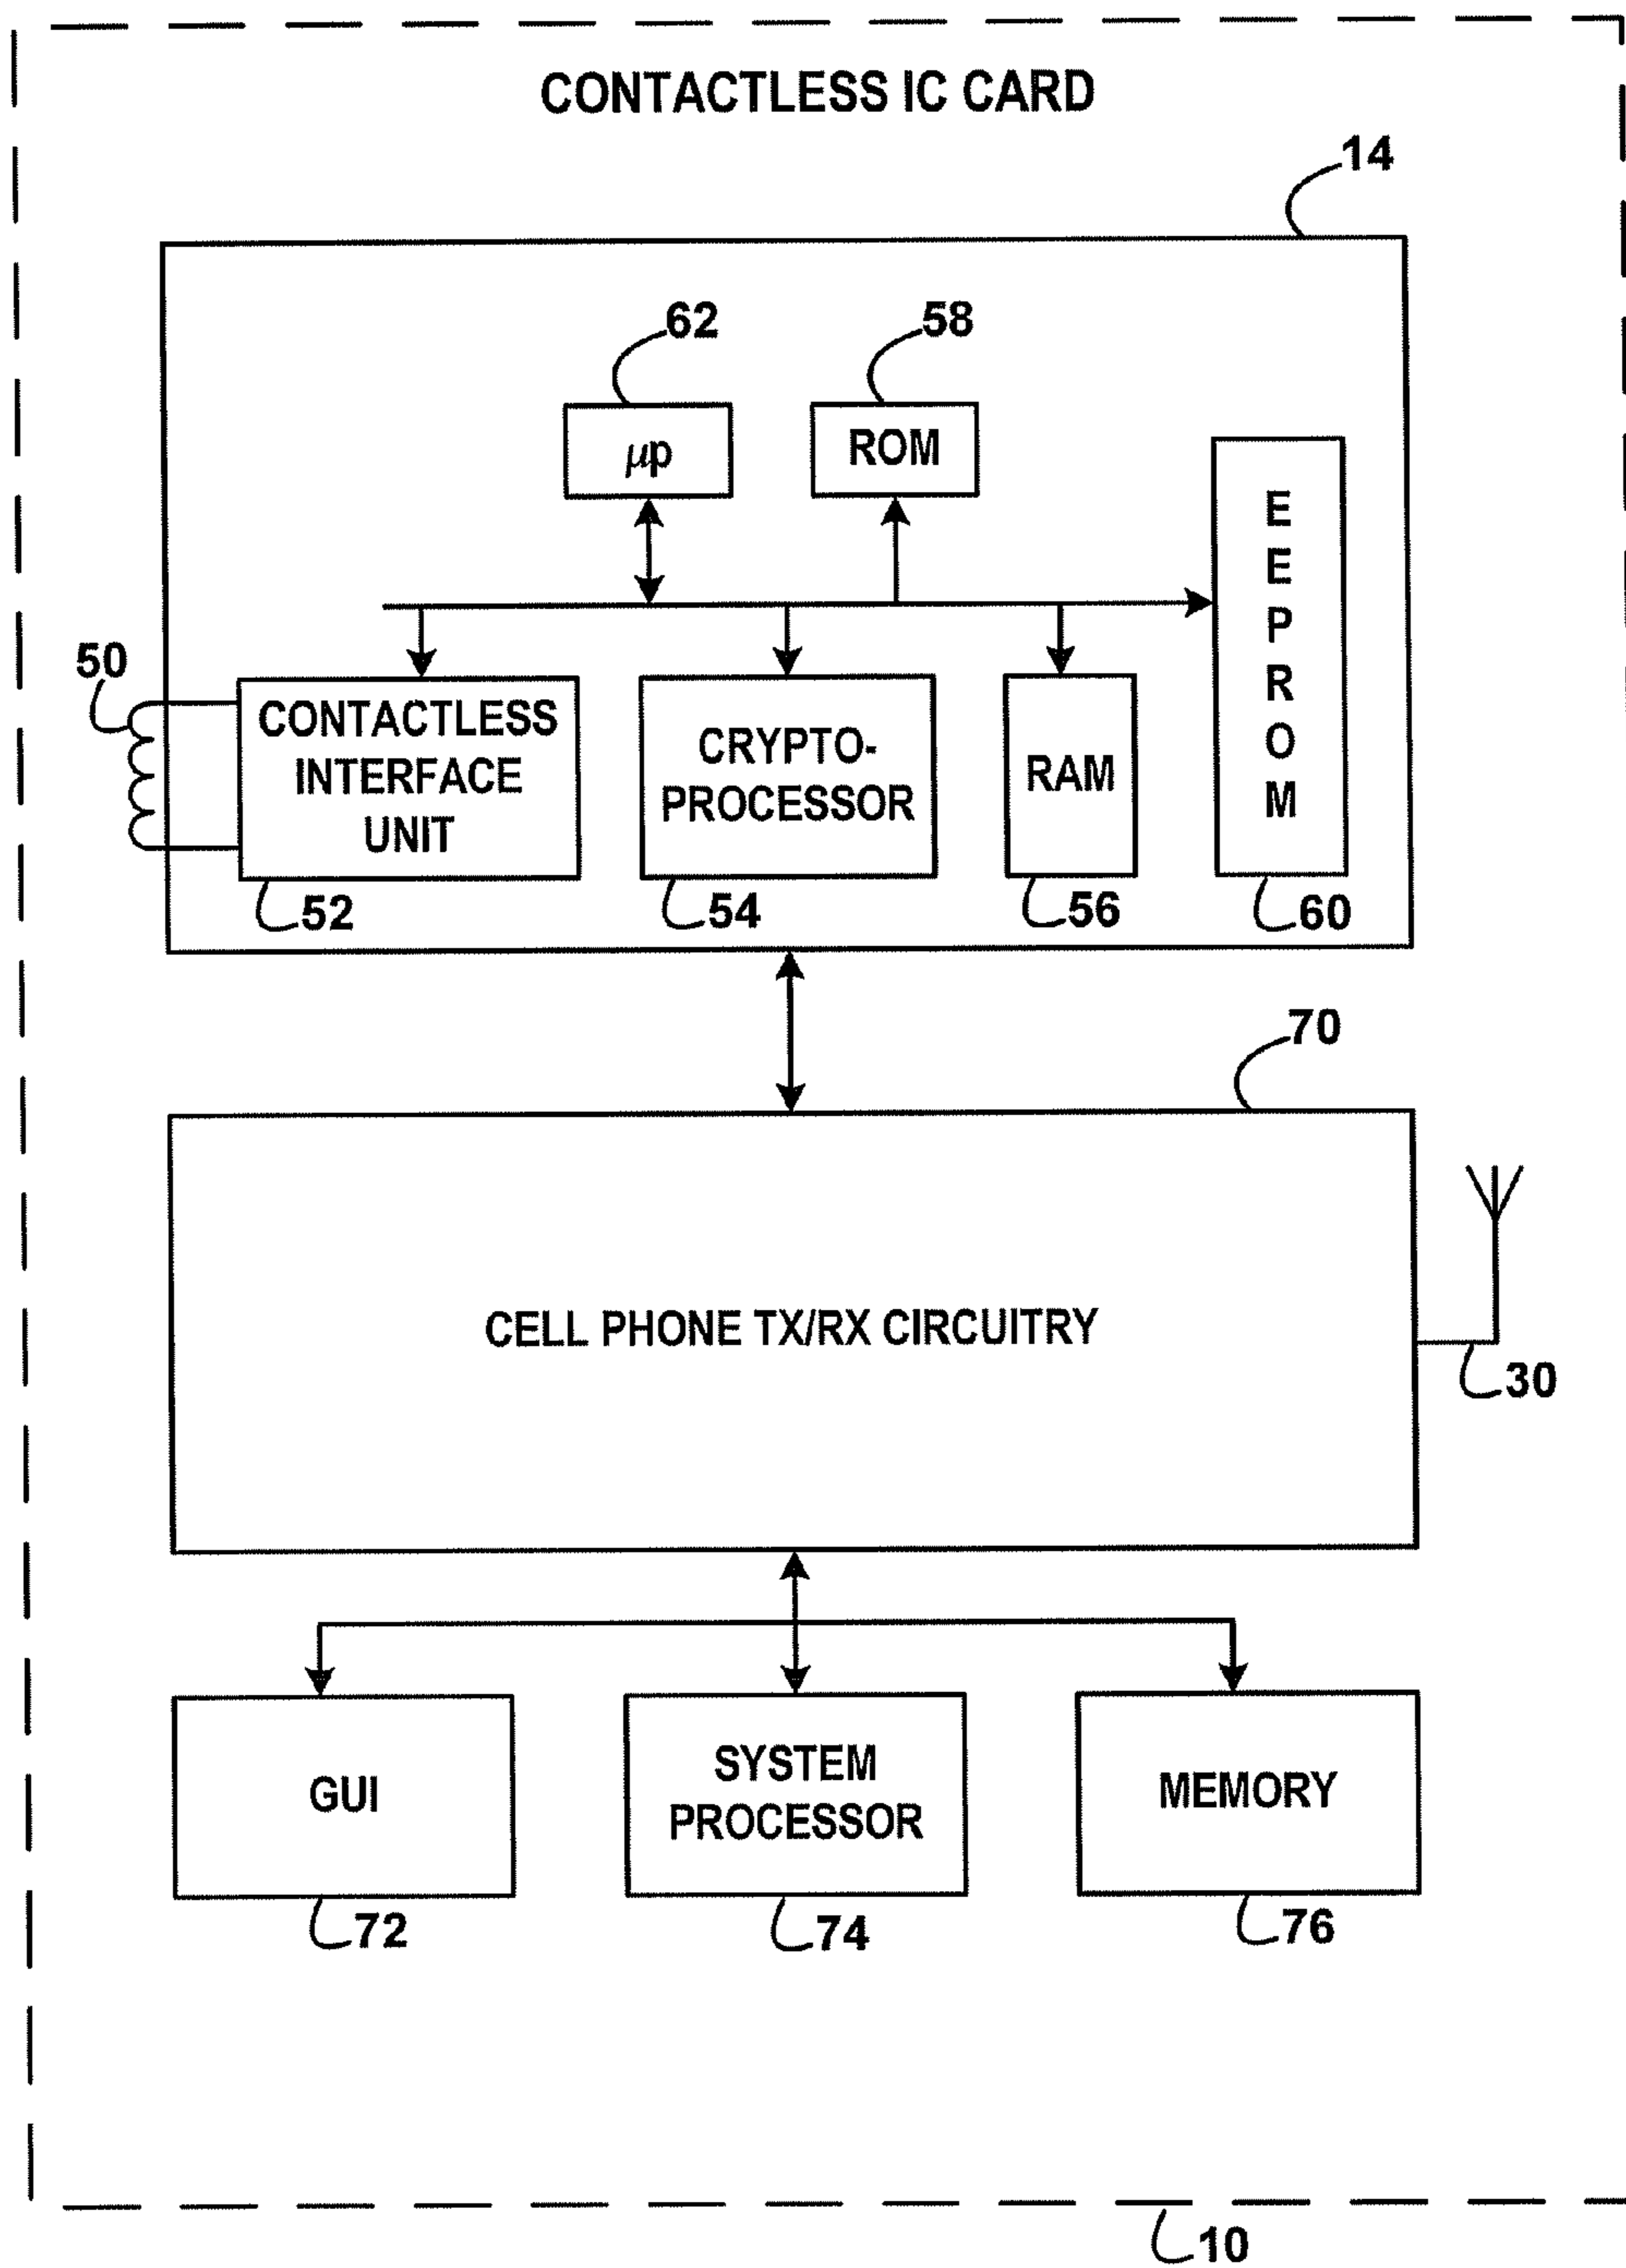 CONTACTLESS IC CARD
14
62
58
μp
ROM
E
E
P
R
O
M
50
CONTACTLESS
INTERFACE
UNIT
CRYPTO-
PROCESSOR
RAM
52
54
56
60
70
CELL PHONE TX/RX CIRCUITRY
30
GUI
SYSTEM
PROCESSOR
MEMORY
72
74
76
10